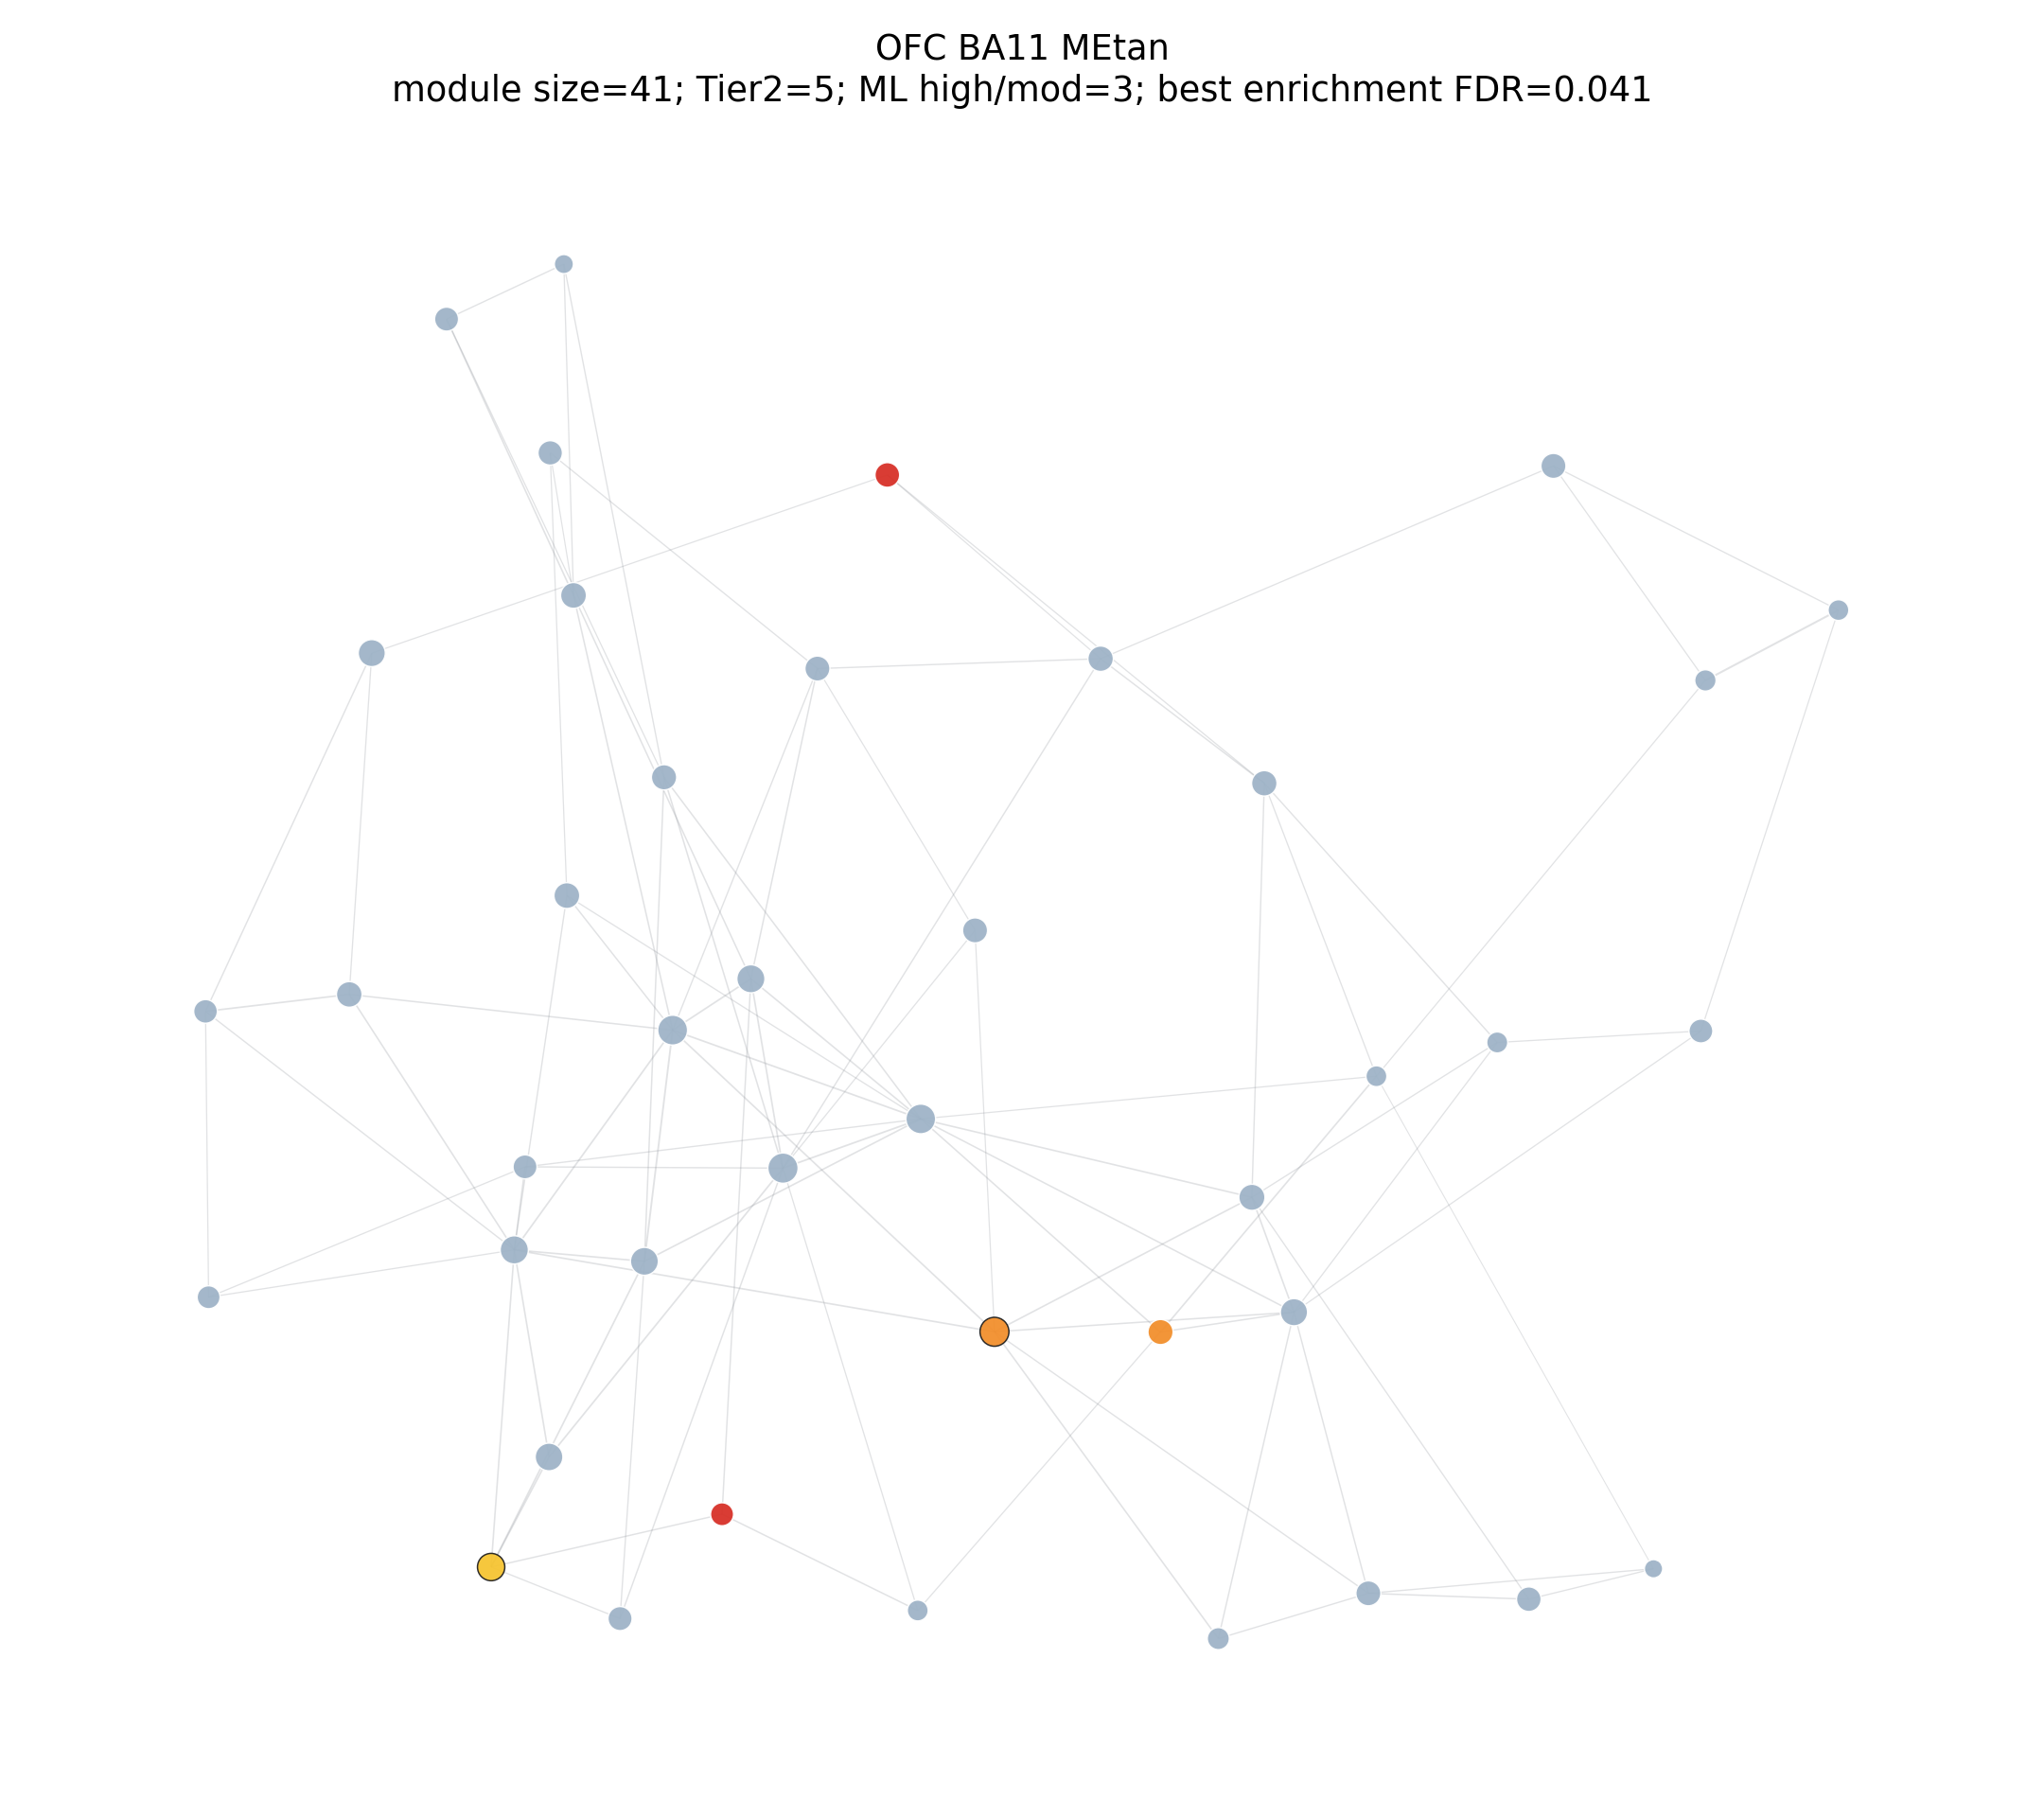 OFC BA11 MEtan
module size=41; Tier2=5; ML high/mod=3; best enrichment FDR=0.041